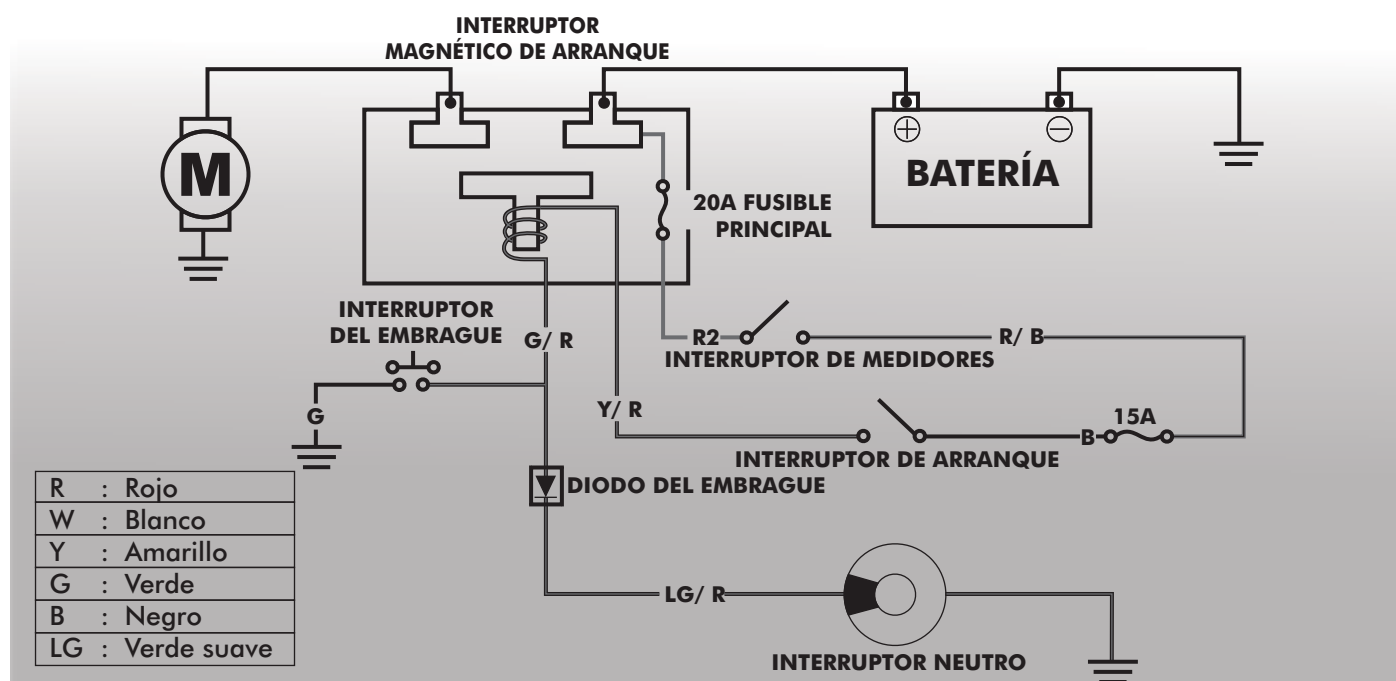 INTERRUPTOR
MAGNÉTICO DE ARRANQUE
M
BATERÍA
20A FUSIBLE
PRINCIPAL
INTERRUPTOR
DEL EMBRAGUE
G/ R
R2
R/ B
INTERRUPTOR DE MEDIDORES
G
Y/ R
15A
B
INTERRUPTOR DE ARRANQUE
DIODO DEL EMBRAGUE
R : Rojo
W : Blanco
Y : Amarillo
G : Verde
B : Negro
LG : Verde suave
LG/ R
INTERRUPTOR NEUTRO